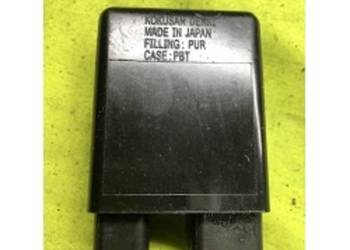 KOKUSAN DENKI
MADE IN JAPAN
FILLING: PUR
CASE: PBT